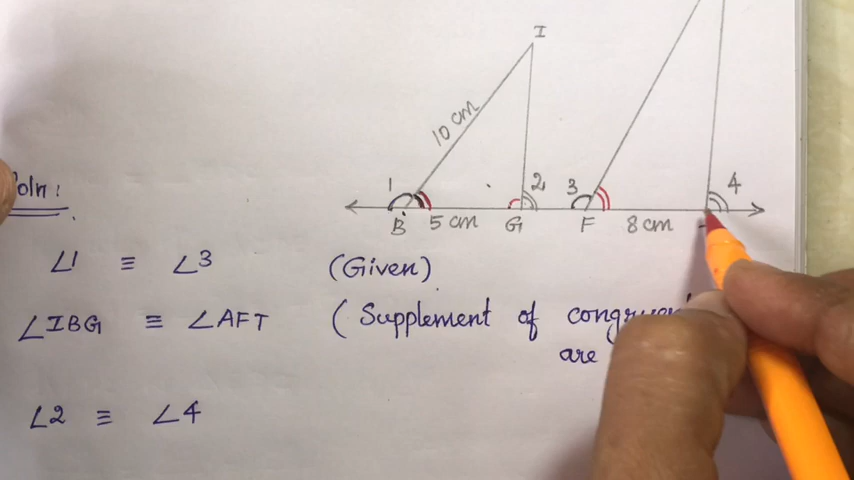 I
10 cm
1
2
3
4
B 5 cm G F 8 cm
∠1 ≡ ∠3 (Given)
∠IBG ≡ ∠AFT (Supplement of
are
∠2 ≡ ∠4